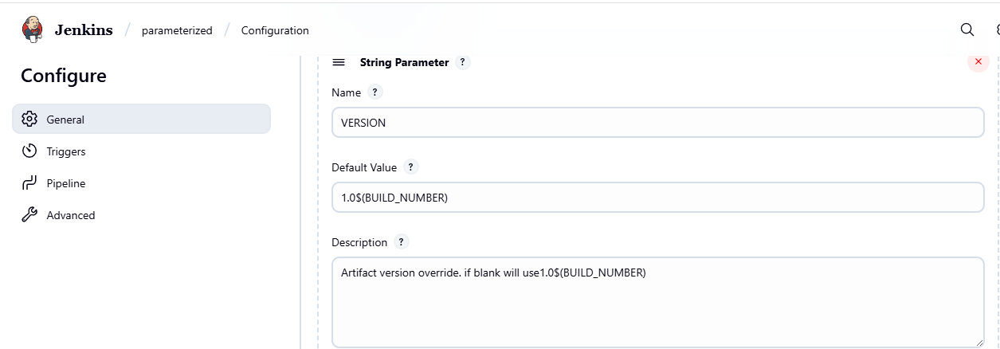 Jenkins / parameterized / Configuration
Configure
General
Triggers
Pipeline
Advanced
String Parameter ?
Name ?
VERSION
Default Value ?
1.0$(BUILD_NUMBER)
Description ?
Artifact version override. if blank will use1.0$(BUILD_NUMBER)